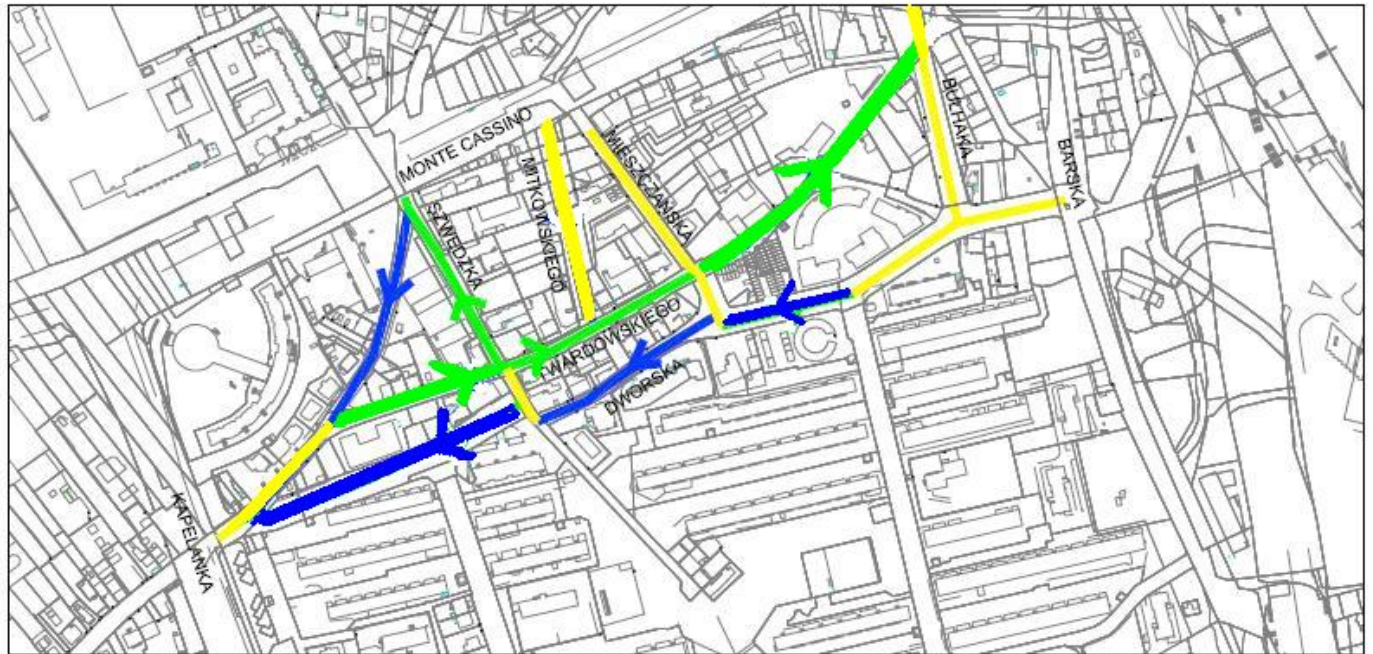 MONTE CASSINO
SZWEDZKA
MITKOWSKIEGO
MIESZCZAŃSKA
BUŁHAKA
BARSKA
TWARDOWSKIEGO
DWORSKA
KAPELANKA